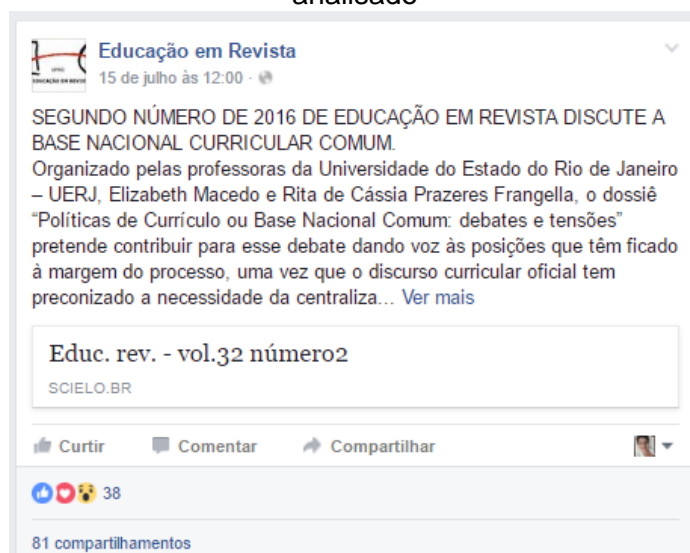 analisado
Educação em Revista
15 de julho às 12:00 ·
UFMG
EDUCAÇÃO EM REVISTA
SEGUNDO NÚMERO DE 2016 DE EDUCAÇÃO EM REVISTA DISCUTE A
BASE NACIONAL CURRICULAR COMUM.
Organizado pelas professoras da Universidade do Estado do Rio de Janeiro
– UERJ, Elizabeth Macedo e Rita de Cássia Prazeres Frangella, o dossiê
“Políticas de Currículo ou Base Nacional Comum: debates e tensões”
pretende contribuir para esse debate dando voz às posições que têm ficado
à margem do processo, uma vez que o discurso curricular oficial tem
preconizado a necessidade da centraliza... Ver mais
Educ. rev. - vol.32 número2
SCIELO.BR
Curtir Comentar Compartilhar
38
81 compartilhamentos